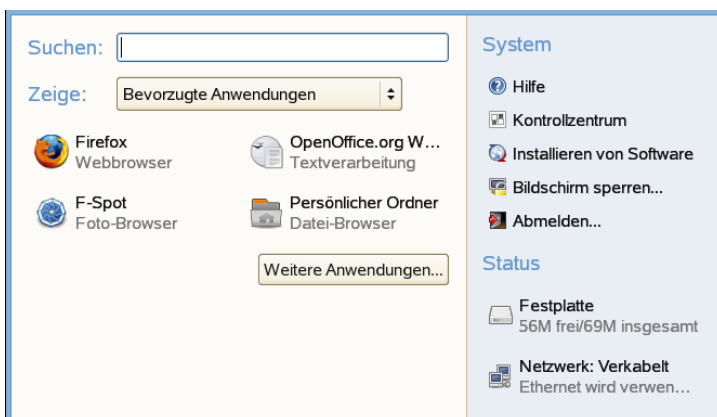 Suchen:
Zeige: Bevorzugte Anwendungen
Firefox
Webbrowser
OpenOffice.org W...
Textverarbeitung
F-Spot
Foto-Browser
Persönlicher Ordner
Datei-Browser
Weitere Anwendungen...
System
Hilfe
Kontrollzentrum
Installieren von Software
Bildschirm sperren...
Abmelden...
Status
Festplatte
56M frei/69M insgesamt
Netzwerk: Verkabelt
Ethernet wird verwen...